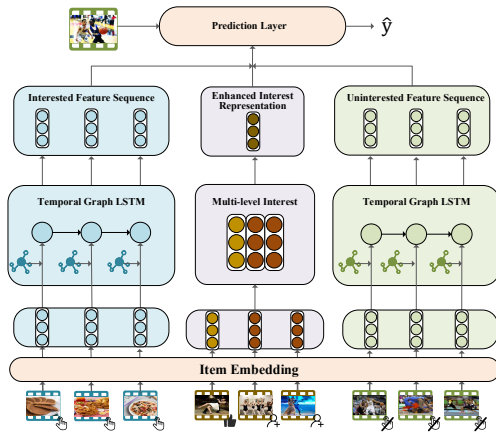 Prediction Layer
ŷ
Interested Feature Sequence
Enhanced Interest
Representation
Uninterested Feature Sequence
Temporal Graph LSTM
Multi-level Interest
Temporal Graph LSTM
Item Embedding